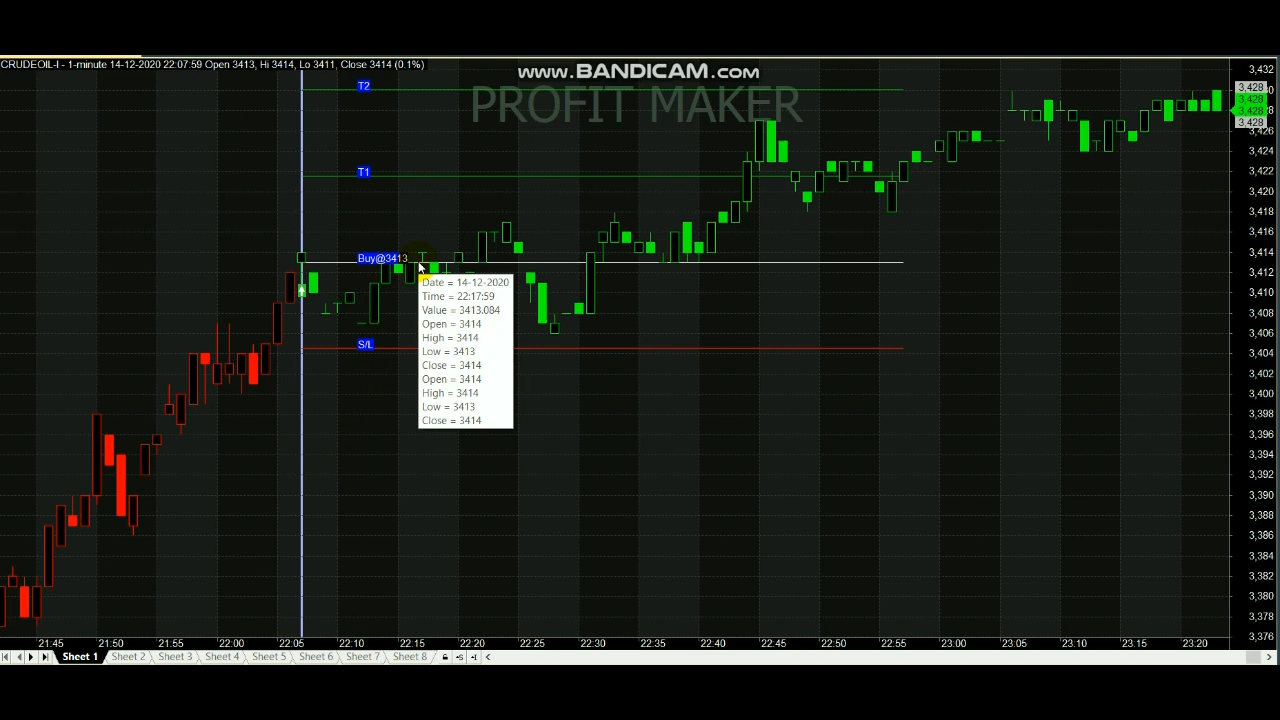 CRUDEOIL-I - 1-minute 14-12-2020 22:07:59 Open 3413, Hi 3414, Lo 3411, Close 3414 (0.1%)
www.BANDICAM.com
PROFIT MAKER
T2
T1
Buy@3413
S/L
Date = 14-12-2020
Time = 22:17:59
Value = 3413.084
Open = 3414
High = 3414
Low = 3413
Close = 3414
Open = 3414
High = 3414
Low = 3413
Close = 3414
3,432
3,428
3,428
3,428
3,428
3,426
3,424
3,422
3,420
3,418
3,416
3,414
3,412
3,410
3,408
3,406
3,404
3,402
3,400
3,398
3,396
3,394
3,392
3,390
3,388
3,386
3,384
3,382
3,380
3,378
3,376
21:45 21:50 21:55 22:00 22:05 22:10 22:15 22:20 22:25 22:30 22:35 22:40 22:45 22:50 22:55 23:00 23:05 23:10 23:15 23:20
Sheet 1 Sheet 2 Sheet 3 Sheet 4 Sheet 5 Sheet 6 Sheet 7 Sheet 8